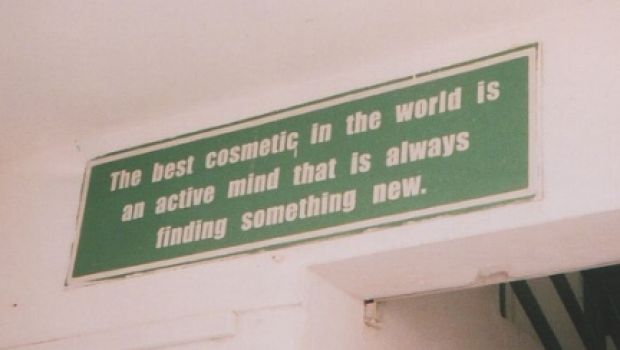 The best cosmetic in the world is
an active mind that is always
finding something new.